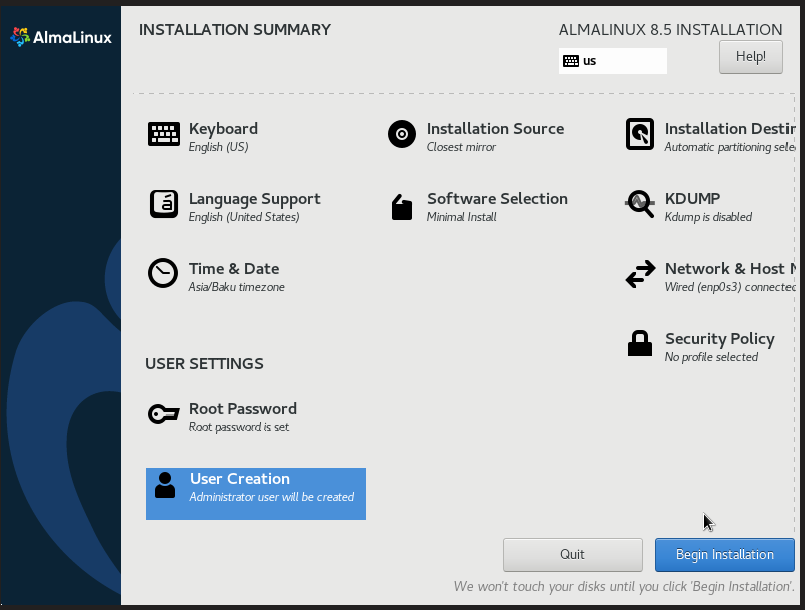 AlmaLinux
INSTALLATION SUMMARY
ALMALINUX 8.5 INSTALLATION
us
Help!
Keyboard
English (US)
Installation Source
Closest mirror
Installation Destin
Automatic partitioning sele
Language Support
English (United States)
Software Selection
Minimal Install
KDUMP
Kdump is disabled
Time & Date
Asia/Baku timezone
Network & Host N
Wired (enp0s3) connected
Security Policy
No profile selected
USER SETTINGS
Root Password
Root password is set
User Creation
Administrator user will be created
Quit
Begin Installation
We won't touch your disks until you click 'Begin Installation'.